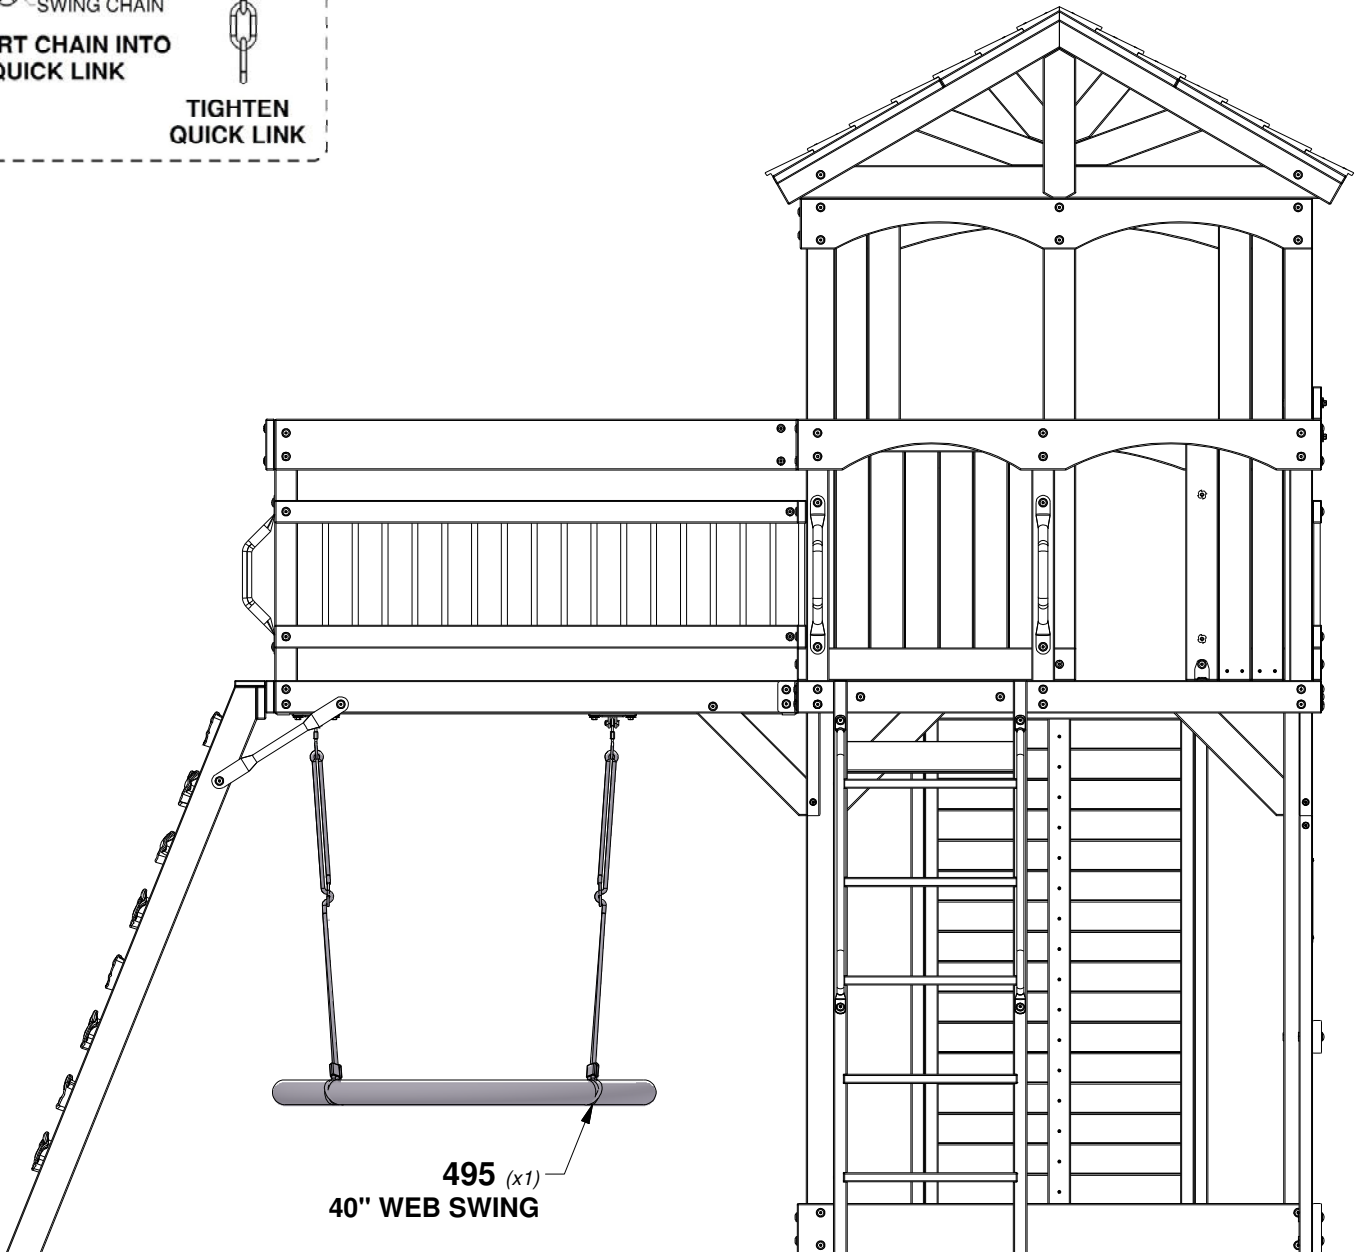 SWING CHAIN
RT CHAIN INTO
QUICK LINK
TIGHTEN
QUICK LINK
495 (x1)
40" WEB SWING